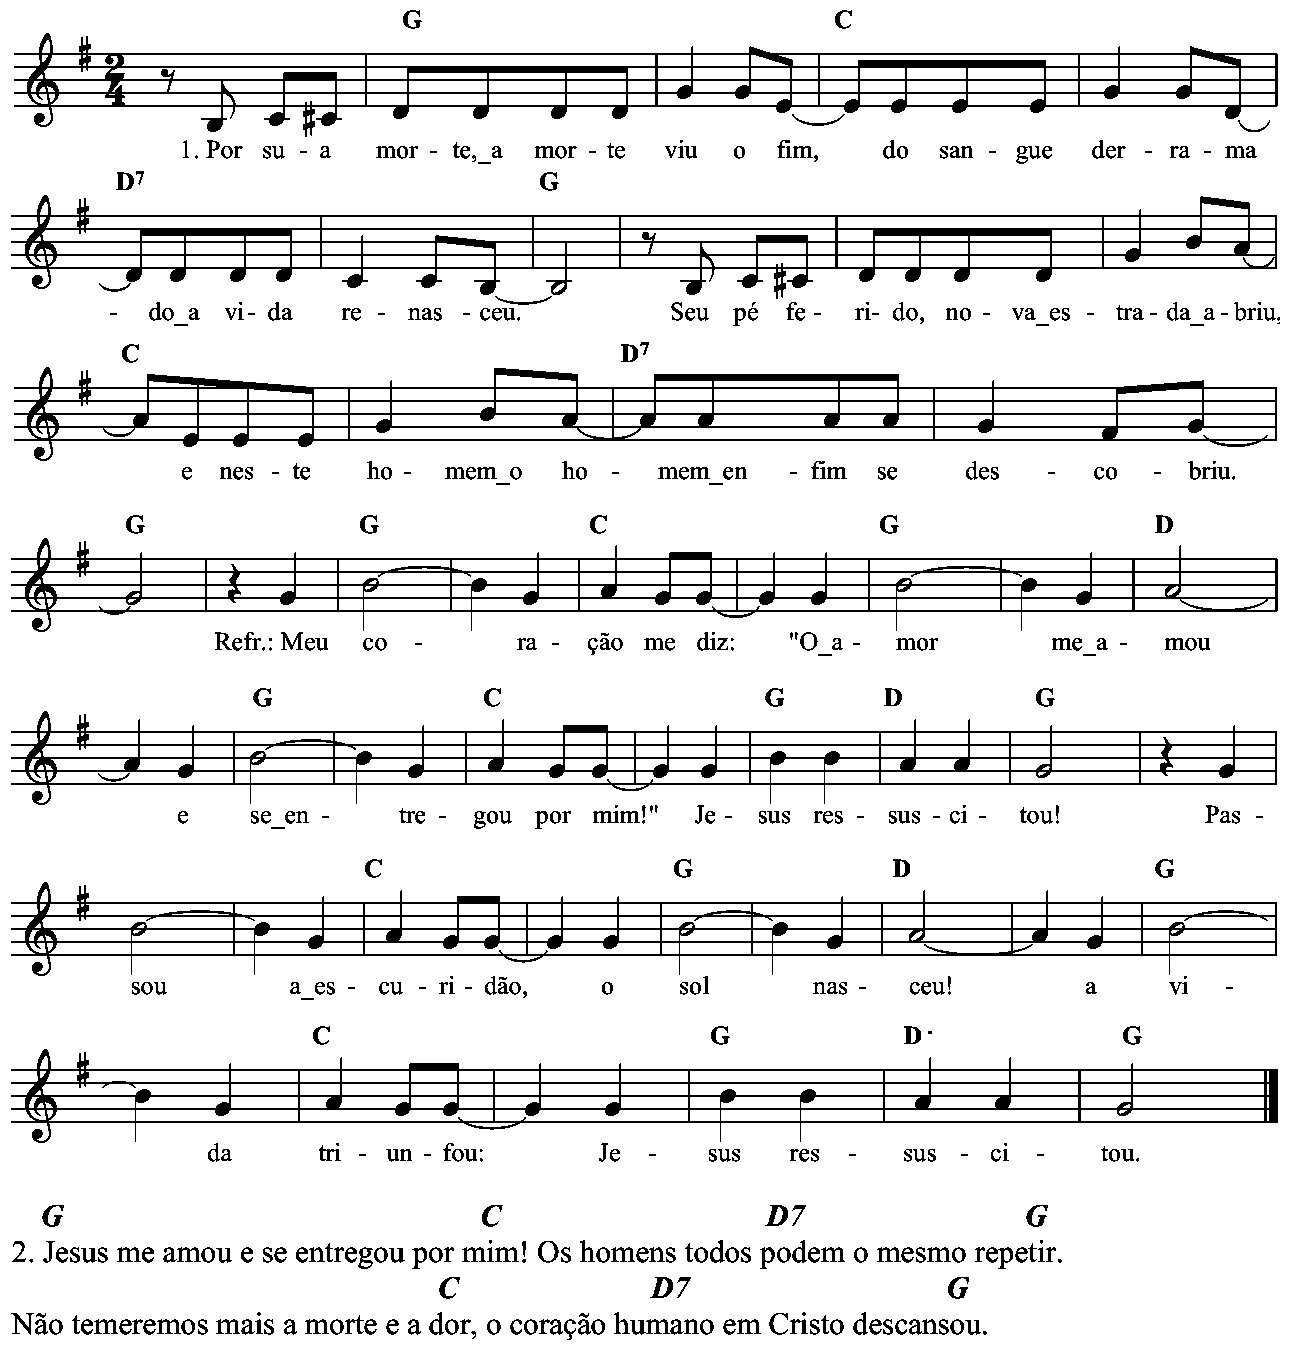 G C
2/4
1. Por su - a mor - te,_a mor - te viu o fim, do san - gue der - ra - ma
D7 G
- do_a vi - da re - nas - ceu. Seu pé fe - ri - do, no - va_es - tra - da_a - briu,
C D7
e nes - te ho - mem_o ho - mem_en - fim se des - co - briu.
G G C G D
Refr.: Meu co - ra - ção me diz: "O_a - mor me_a - mou
G C G D G
e se_en - tre - gou por mim!" Je - sus res - sus - ci - tou! Pas -
C G D G
sou a_es - cu - ri - dão, o sol nas - ceu! a vi -
C G D G
da tri - un - fou: Je - sus res - sus - ci - tou.
G C D7 G
2. Jesus me amou e se entregou por mim! Os homens todos podem o mesmo repetir.
C D7 G
Não temeremos mais a morte e a dor, o coração humano em Cristo descansou.